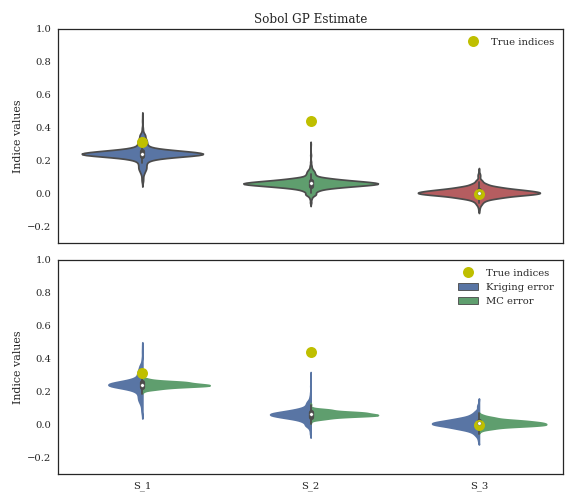 Sobol GP Estimate
1.0
0.8
0.6
0.4
0.2
0.0
−0.2
Indice values
True indices
1.0
0.8
0.6
0.4
0.2
0.0
−0.2
Indice values
True indices
Kriging error
MC error
S_1
S_2
S_3